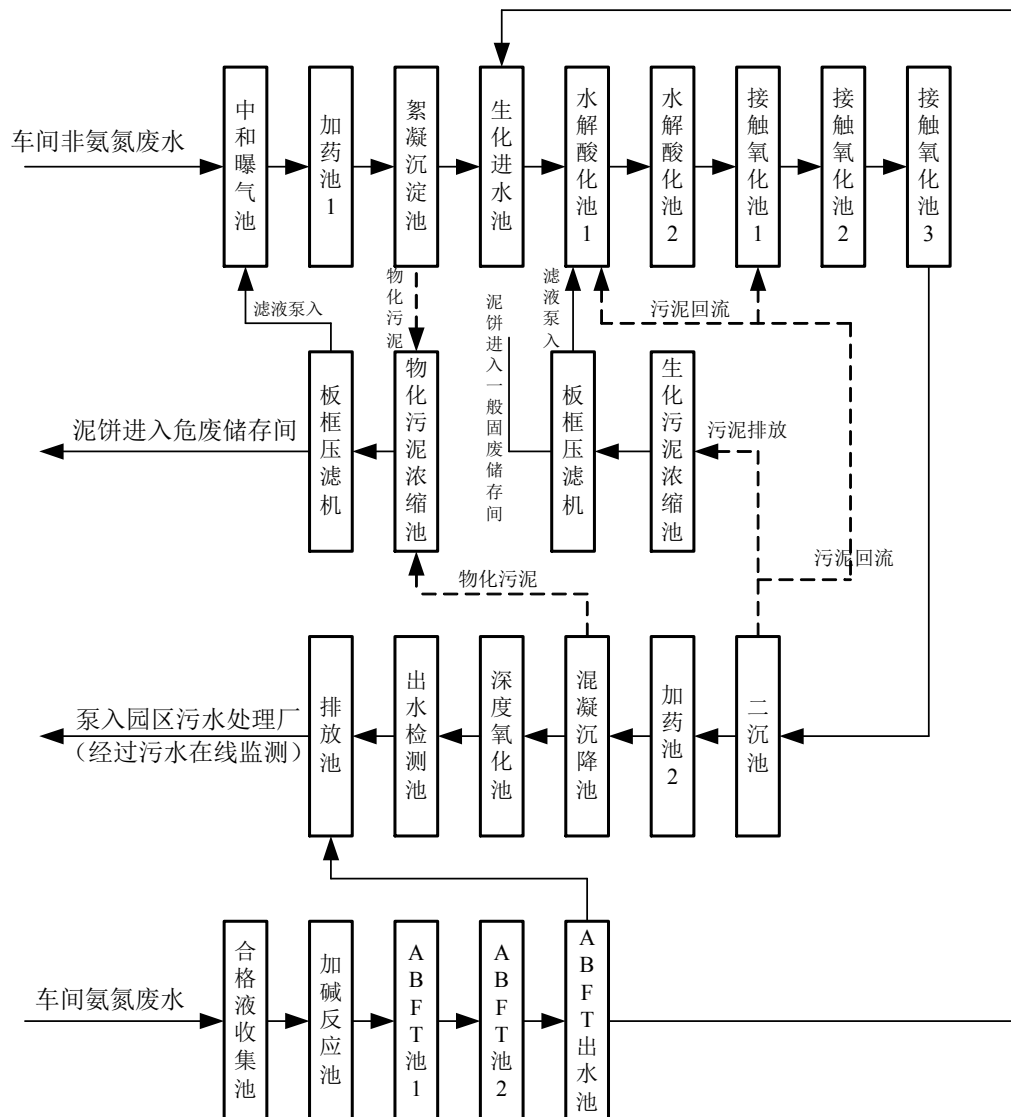 车间非氨氮废水
中和曝气池
加药池1
絮凝沉淀池
生化进水池
水解酸化池1
水解酸化池2
接触氧化池1
接触氧化池2
接触氧化池3
滤液泵入
物化污泥
泥饼进入一般固废储存间
滤液泵入
污泥回流
泥饼进入危废储存间
板框压滤机
物化污泥浓缩池
板框压滤机
生化污泥浓缩池
污泥排放
物化污泥
污泥回流
泵入园区污水处理厂
（经过污水在线监测）
排放池
出水检测池
深度氧化池
混凝沉降池
加药池2
二沉池
车间氨氮废水
合格液收集池
加碱反应池
ABFT池1
ABFT池2
ABFT出水池